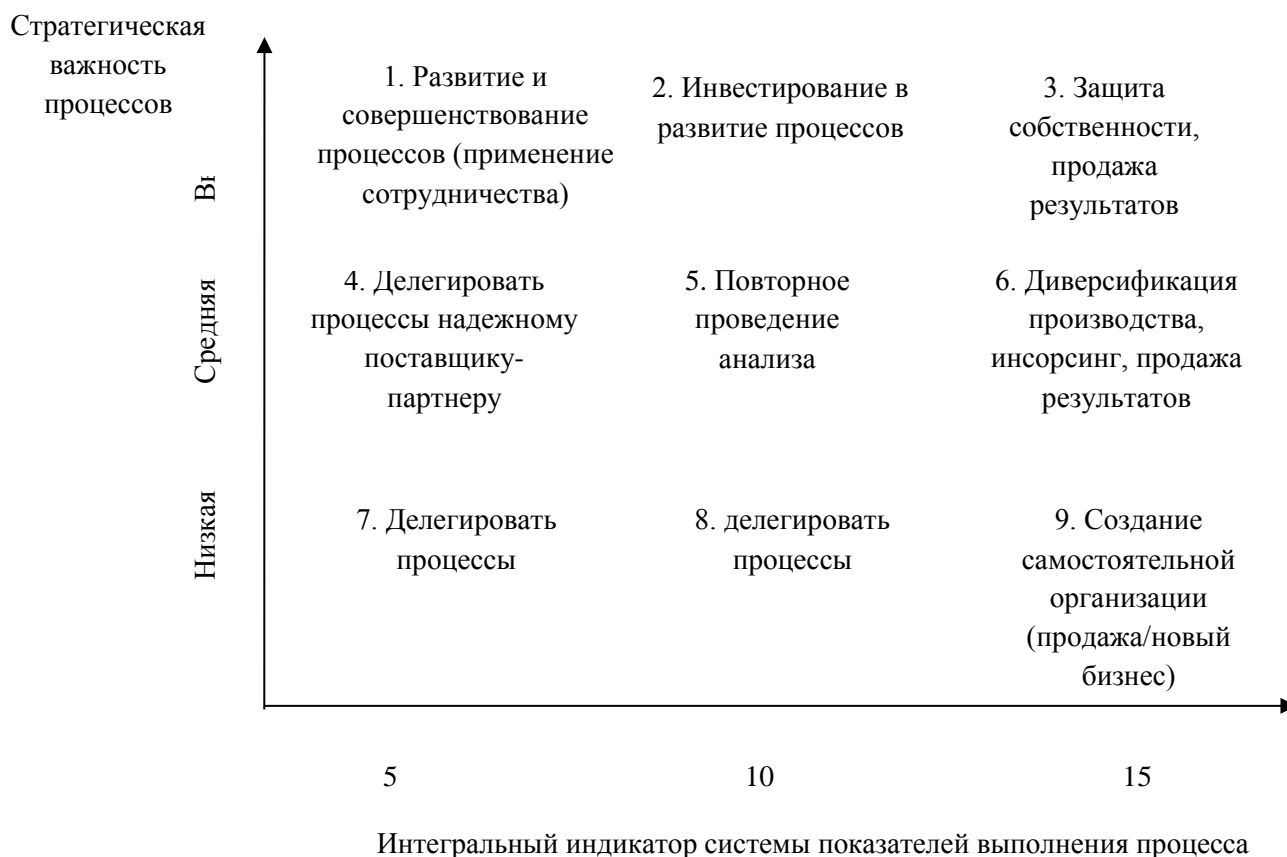 Стратегическая
важность
процессов
1. Развитие и
совершенствование
процессов (применение
сотрудничества)
2. Инвестирование в
развитие процессов
3. Защита
собственности,
продажа
результатов
Средняя
4. Делегировать
процессы надежному
поставщику-
партнеру
5. Повторное
проведение
анализа
6. Диверсификация
производства,
инсорсинг, продажа
результатов
Низкая
7. Делегировать
процессы
8. делегировать
процессы
9. Создание
самостоятельной
организации
(продажа/новый
бизнес)
5
10
15
Интегральный индикатор системы показателей выполнения процесса